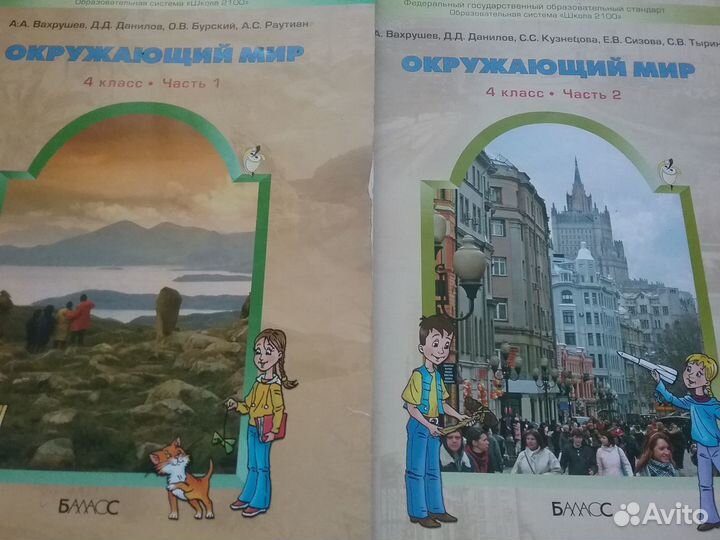 Образовательная система «Школа 2100»
А.А. Вахрушев, Д.Д. Данилов, О.В. Бурский, А.С. Раутиан
ОКРУЖАЮЩИЙ МИР
4 класс • Часть 1
БАЛАСС
Федеральный государственный образовательный стандарт
Образовательная система «Школа 2100»
А. Вахрушев, Д.Д. Данилов, С.С. Кузнецова, Е.В. Сизова, С.В. Тырин
ОКРУЖАЮЩИЙ МИР
4 класс • Часть 2
БАЛАСС
Avito